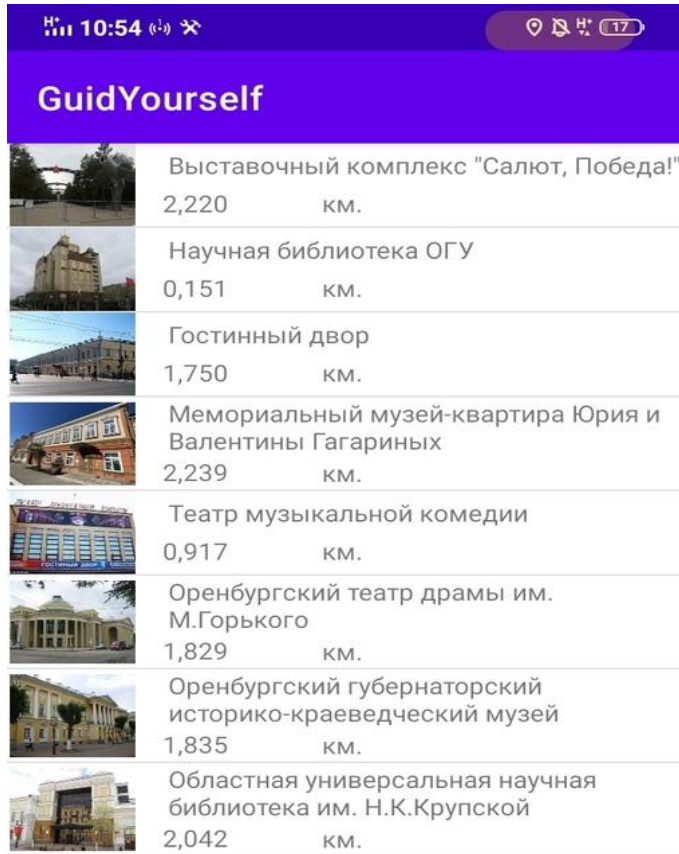 H+ 10:54 H+ 17
GuidYourself
Выставочный комплекс "Салют, Победа!"
2,220 км.
Научная библиотека ОГУ
0,151 км.
Гостинный двор
1,750 км.
Мемориальный музей-квартира Юрия и
Валентины Гагариных
2,239 км.
Театр музыкальной комедии
0,917 км.
Оренбургский театр драмы им.
М.Горького
1,829 км.
Оренбургский губернаторский
историко-краеведческий музей
1,835 км.
Областная универсальная научная
библиотека им. Н.К.Крупской
2,042 км.